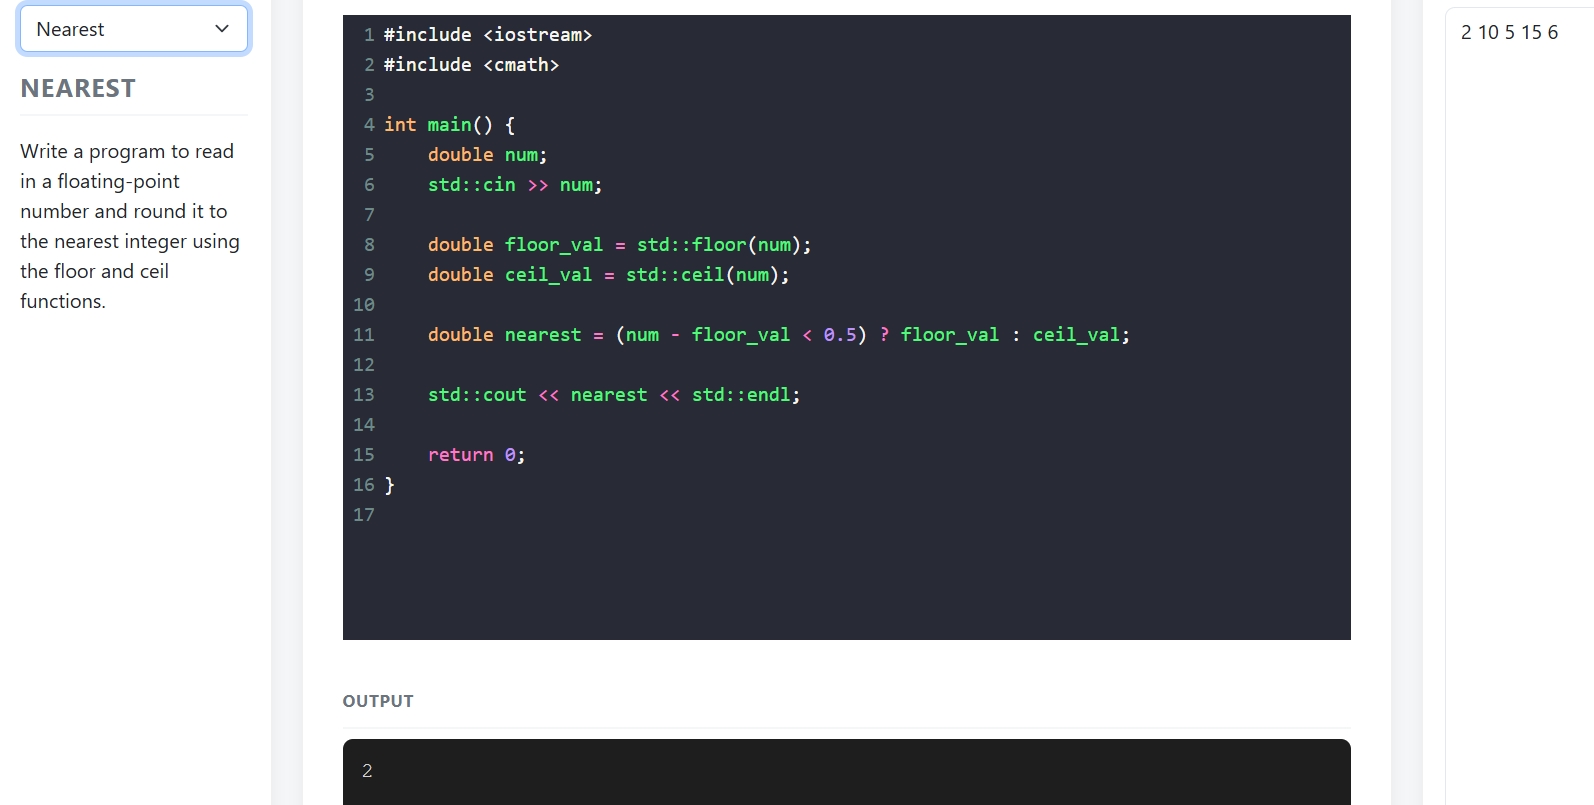 Nearest
NEAREST
Write a program to read
in a floating-point
number and round it to
the nearest integer using
the floor and ceil
functions.
1 #include <iostream>
2 #include <cmath>
3
4 int main() {
5     double num;
6     std::cin >> num;
7
8     double floor_val = std::floor(num);
9     double ceil_val = std::ceil(num);
10
11     double nearest = (num - floor_val < 0.5) ? floor_val : ceil_val;
12
13     std::cout << nearest << std::endl;
14
15     return 0;
16 }
17
OUTPUT
2
2 10 5 15 6